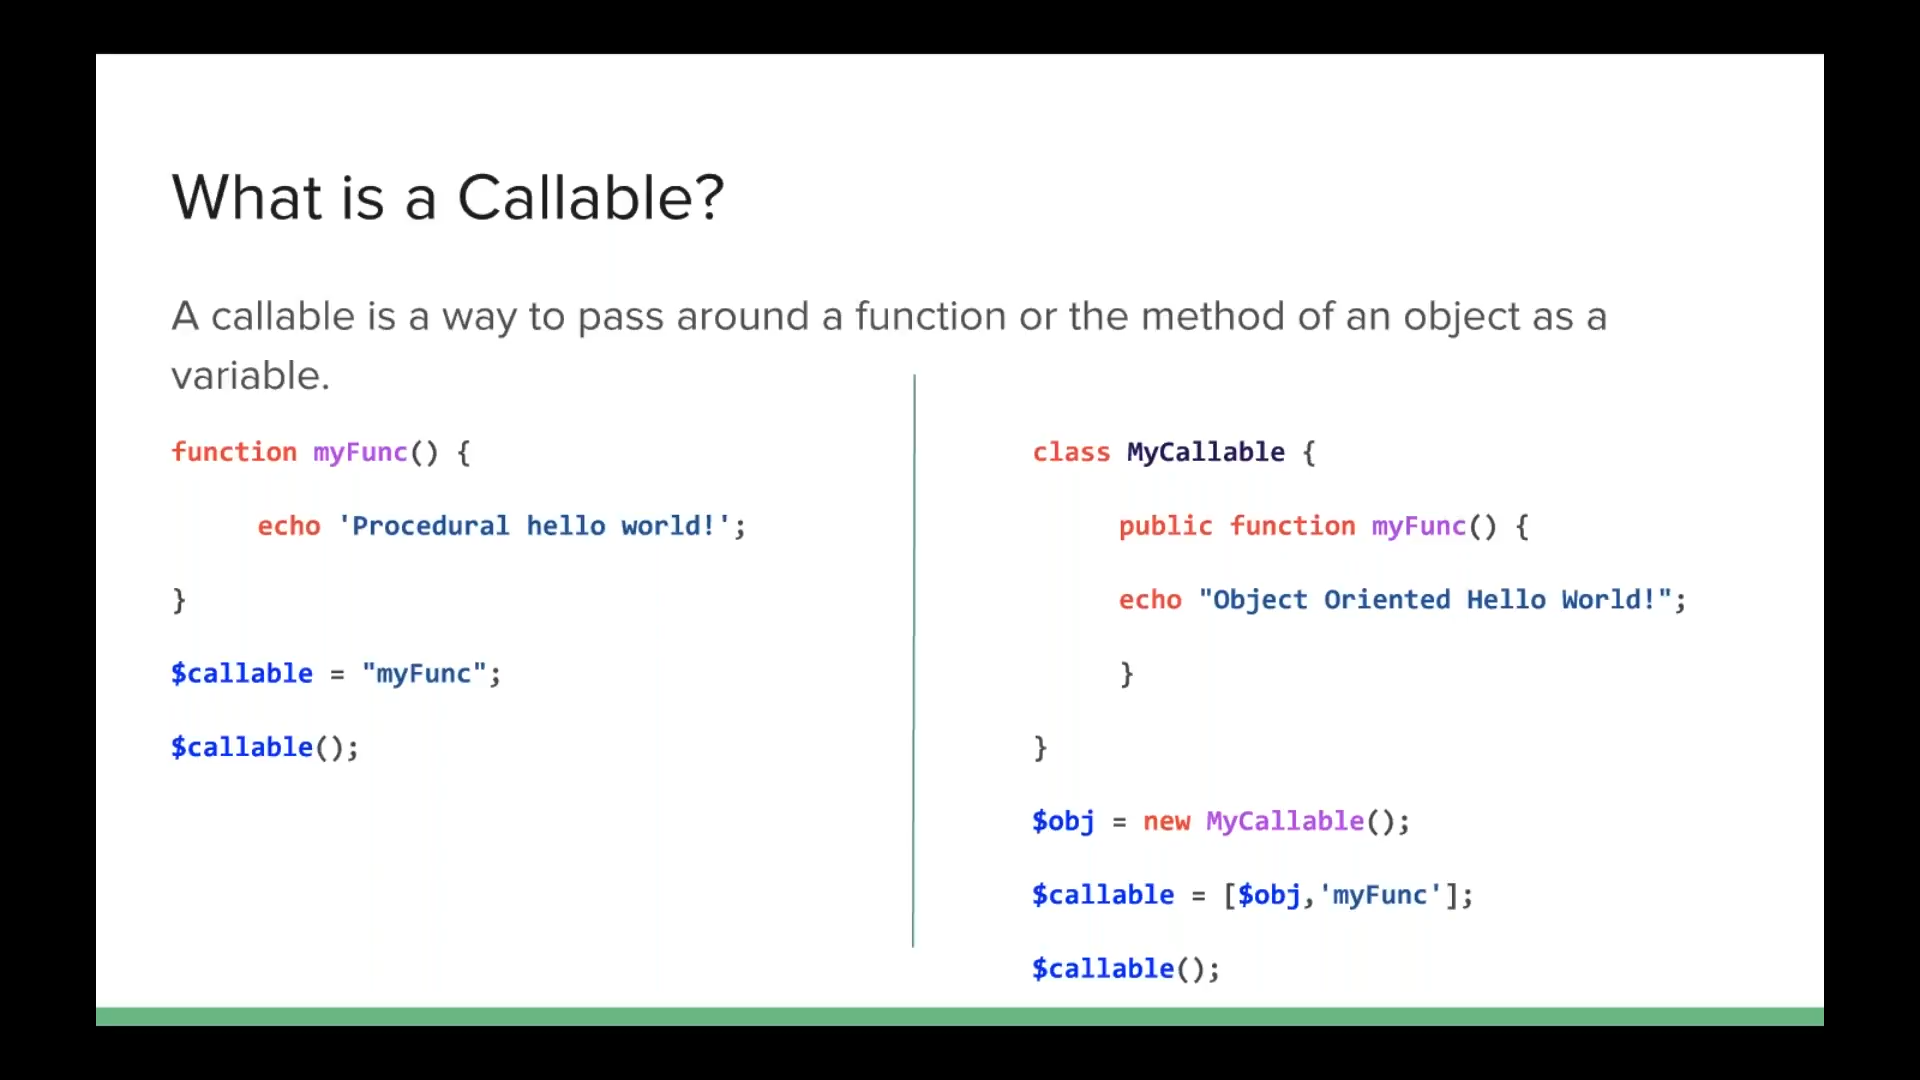 What is a Callable?
A callable is a way to pass around a function or the method of an object as a
variable.
function myFunc() {
echo 'Procedural hello world!';
}
$callable = "myFunc";
$callable();
class MyCallable {
public function myFunc() {
echo "Object Oriented Hello World!";
}
}
$obj = new MyCallable();
$callable = [$obj,'myFunc'];
$callable();